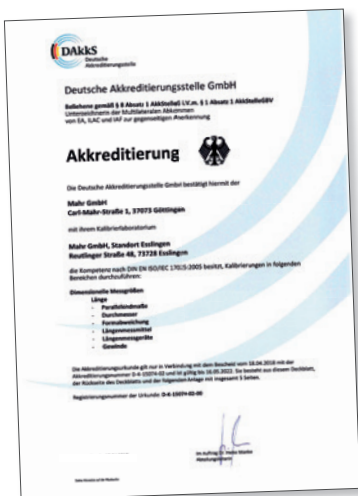 DAkkS
Deutsche
Akkreditierungsstelle
Deutsche Akkreditierungsstelle GmbH
Beliehene gemäß § 8 Absatz 1 AkkStelleG i.V.m. § 1 Absatz 1 AkkStelleGBV
Unterzeichnerin der Multilateralen Abkommen
von EA, ILAC und IAF zur gegenseitigen Anerkennung
Akkreditierung
Die Deutsche Akkreditierungsstelle GmbH bestätigt hiermit, der
Mahr GmbH
Carl-Mahr-Straße 1, 37073 Göttingen
mit ihrem Kalibrierlaboratorium
Mahr GmbH, Standort Esslingen
Reutlinger Straße 48, 73728 Esslingen
die Kompetenz nach DIN EN ISO/IEC 17025:2005 besitzt, Kalibrierungen in folgenden
Bereichen durchzuführen:
Dimensionelle Messgrößen
Länge
- Parallelendmaße
- Durchmesser
- Formabweichung
- Längenmessmittel
- Längenmessgeräte
- Gewinde
Die Akkreditierungsurkunde gilt nur in Verbindung mit dem Bescheid vom 18.04.2018 mit der
Akkreditierungsnummer D-K-15074-02 und ist gültig bis 16.05.2022. Sie besteht aus diesem Deckblatt,
der Rückseite des Deckblatts und der folgenden Anlage mit insgesamt 5 Seiten.
Registrierungsnummer der Urkunde: D-K-15074-02-00
Im Auftrag Dr.
Abteilungsleiterin